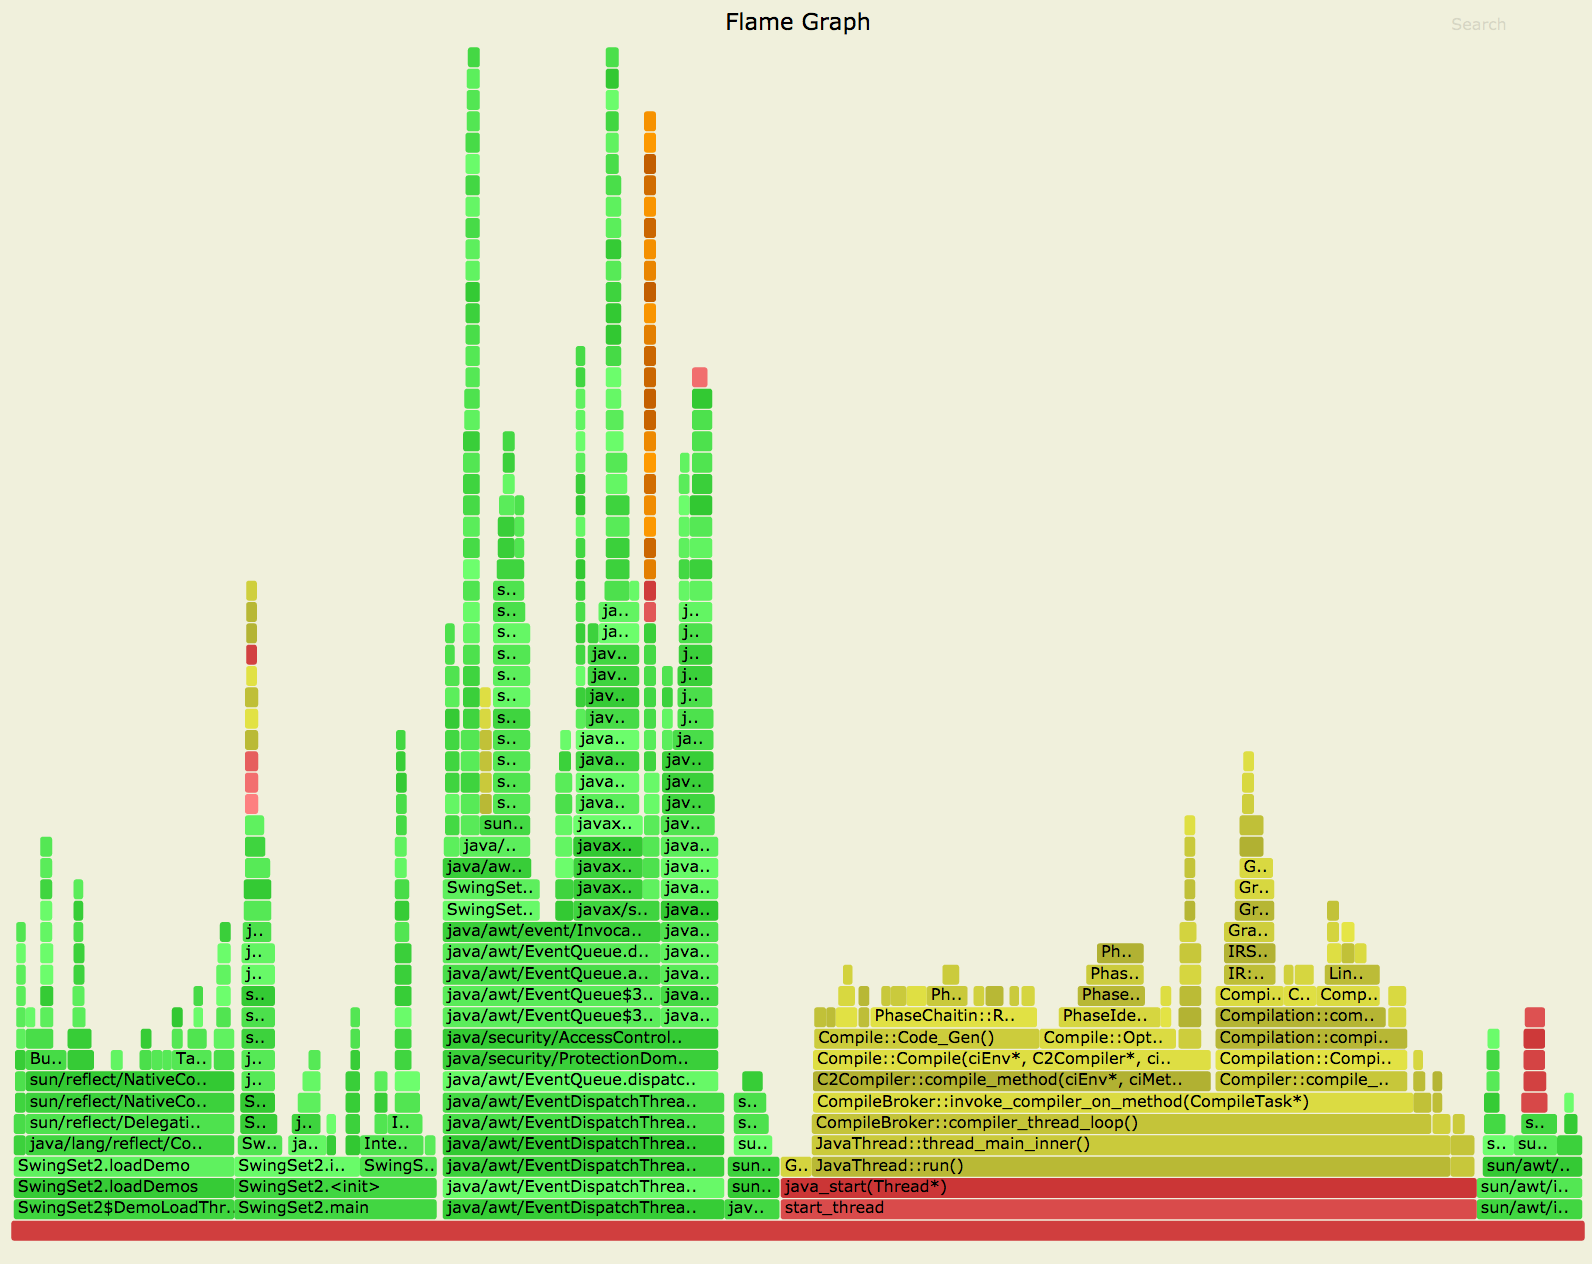 Flame Graph
Search
s..
s.. ja.. j..
s.. ja.. j..
s.. jav.. j..
s.. jav.. j..
s.. jav.. j..
s.. jav.. j..
s.. java.. ja..
s.. java.. jav..
s.. java.. jav..
s.. java.. jav..
sun.. javax.. jav..
java/.. javax.. java..
java/aw.. javax.. java.. G..
SwingSet.. javax.. java.. Gr..
SwingSet.. javax/s.. java.. Gr..
j.. java/awt/event/Invoca.. java.. Gra..
j.. java/awt/EventQueue.d.. java.. Ph.. IRS..
j.. java/awt/EventQueue.a.. java.. Phas.. IR:.. Lin..
s.. java/awt/EventQueue$3.. java.. Ph.. Phase.. Compi.. C.. Comp..
s.. java/awt/EventQueue$3.. java.. PhaseChaitin::R.. PhaseIde.. Compilation::com..
s.. java/security/AccessControl.. Compile::Code_Gen() Compile::Opt.. Compilation::compi..
Bu.. Ta.. j.. java/security/ProtectionDom.. Compile::Compile(ciEnv*, C2Compiler*, ci.. Compilation::Compi..
sun/reflect/NativeCo.. j.. java/awt/EventQueue.dispatc.. C2Compiler::compile_method(ciEnv*, ciMet.. Compiler::compile_..
sun/reflect/NativeCo.. S.. java/awt/EventDispatchThrea.. s.. CompileBroker::invoke_compiler_on_method(CompileTask*)
sun/reflect/Delegati.. S.. j.. I.. java/awt/EventDispatchThrea.. s.. CompileBroker::compiler_thread_loop() s..
java/lang/reflect/Co.. Sw.. ja.. Inte.. java/awt/EventDispatchThrea.. su.. JavaThread::thread_main_inner() s.. su..
SwingSet2.loadDemo SwingSet2.i.. SwingS.. java/awt/EventDispatchThrea.. sun.. G.. JavaThread::run() sun/awt/..
SwingSet2.loadDemos SwingSet2.<init> java/awt/EventDispatchThrea.. sun.. java_start(Thread*) sun/awt/i..
SwingSet2$DemoLoadThr.. SwingSet2.main java/awt/EventDispatchThrea.. jav.. start_thread sun/awt/i..